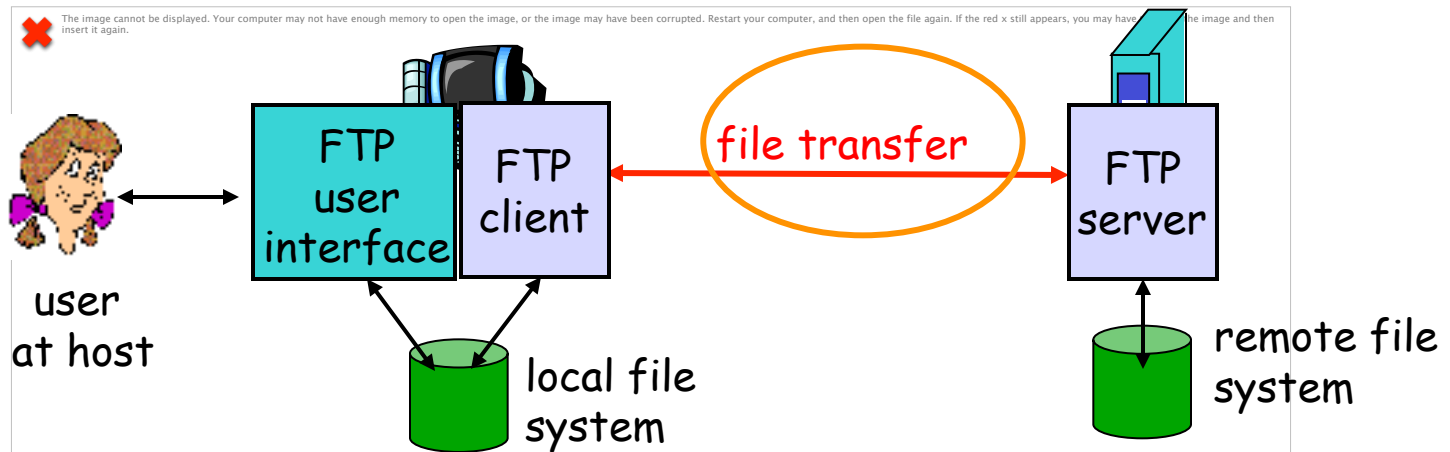 The image cannot be displayed. Your computer may not have enough memory to open the image, or the image may have been corrupted. Restart your computer, and then open the file again. If the red x still appears, you may have he image and then
insert it again.
file transfer
FTP
user
interface
FTP
client
FTP
server
user
at host
local file
system
remote file
system